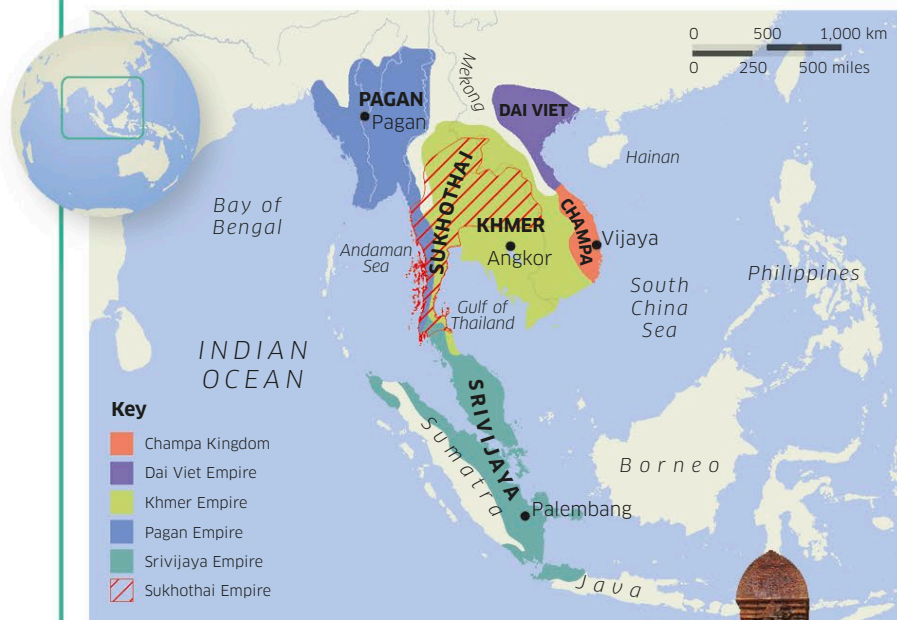 0 500 1,000 km
0 250 500 miles
Mekong
PAGAN
Pagan
DAI VIET
Hainan
Bay of
Bengal
SUKHOTHAI
CHAMPA
KHMER
Angkor
Vijaya
Andaman
Sea
Philippines
South
China
Sea
Gulf of
Thailand
INDIAN
OCEAN
SRIVIJAYA
Sumatra
Borneo
Palembang
Java
Key
Champa Kingdom
Dai Viet Empire
Khmer Empire
Pagan Empire
Srivijaya Empire
Sukhothai Empire